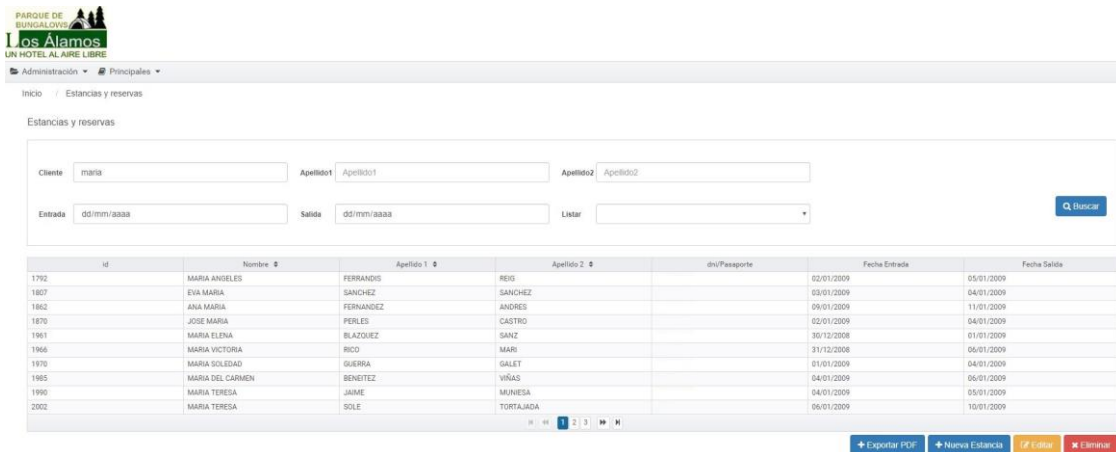 PARQUE DE
BUNGALOWS
Los Álamos
UN HOTEL AL AIRE LIBRE
Administración Principales
Inicio / Estancias y reservas
Estancias y reservas
Cliente maria Apellido1 Apellido1 Apellido2 Apellido2
Entrada dd/mm/aaaa Salida dd/mm/aaaa Listar Buscar
id Nombre Apellido 1 Apellido 2 dni/Pasaporte Fecha Entrada Fecha Salida
1792 MARIA ANGELES FERRANDIS REIG 02/01/2009 05/01/2009
1807 EVA MARIA SANCHEZ SANCHEZ 03/01/2009 04/01/2009
1862 ANA MARIA FERNANDEZ ANDRES 09/01/2009 11/01/2009
1870 JOSE MARIA PERLES CASTRO 02/01/2009 04/01/2009
1961 MARIA ELENA BLAZQUEZ SANZ 30/12/2008 01/01/2009
1966 MARIA VICTORIA RICO MARI 31/12/2008 06/01/2009
1970 MARIA SOLEDAD GUERRA GALET 01/01/2009 04/01/2009
1985 MARIA DEL CARMEN BENEITEZ VIÑAS 04/01/2009 06/01/2009
1990 MARIA TERESA JAIME MUNIESA 04/01/2009 05/01/2009
2002 MARIA TERESA SOLE TORTAJADA 06/01/2009 10/01/2009
1 2 3
+ Exportar PDF + Nueva Estancia Editar Eliminar